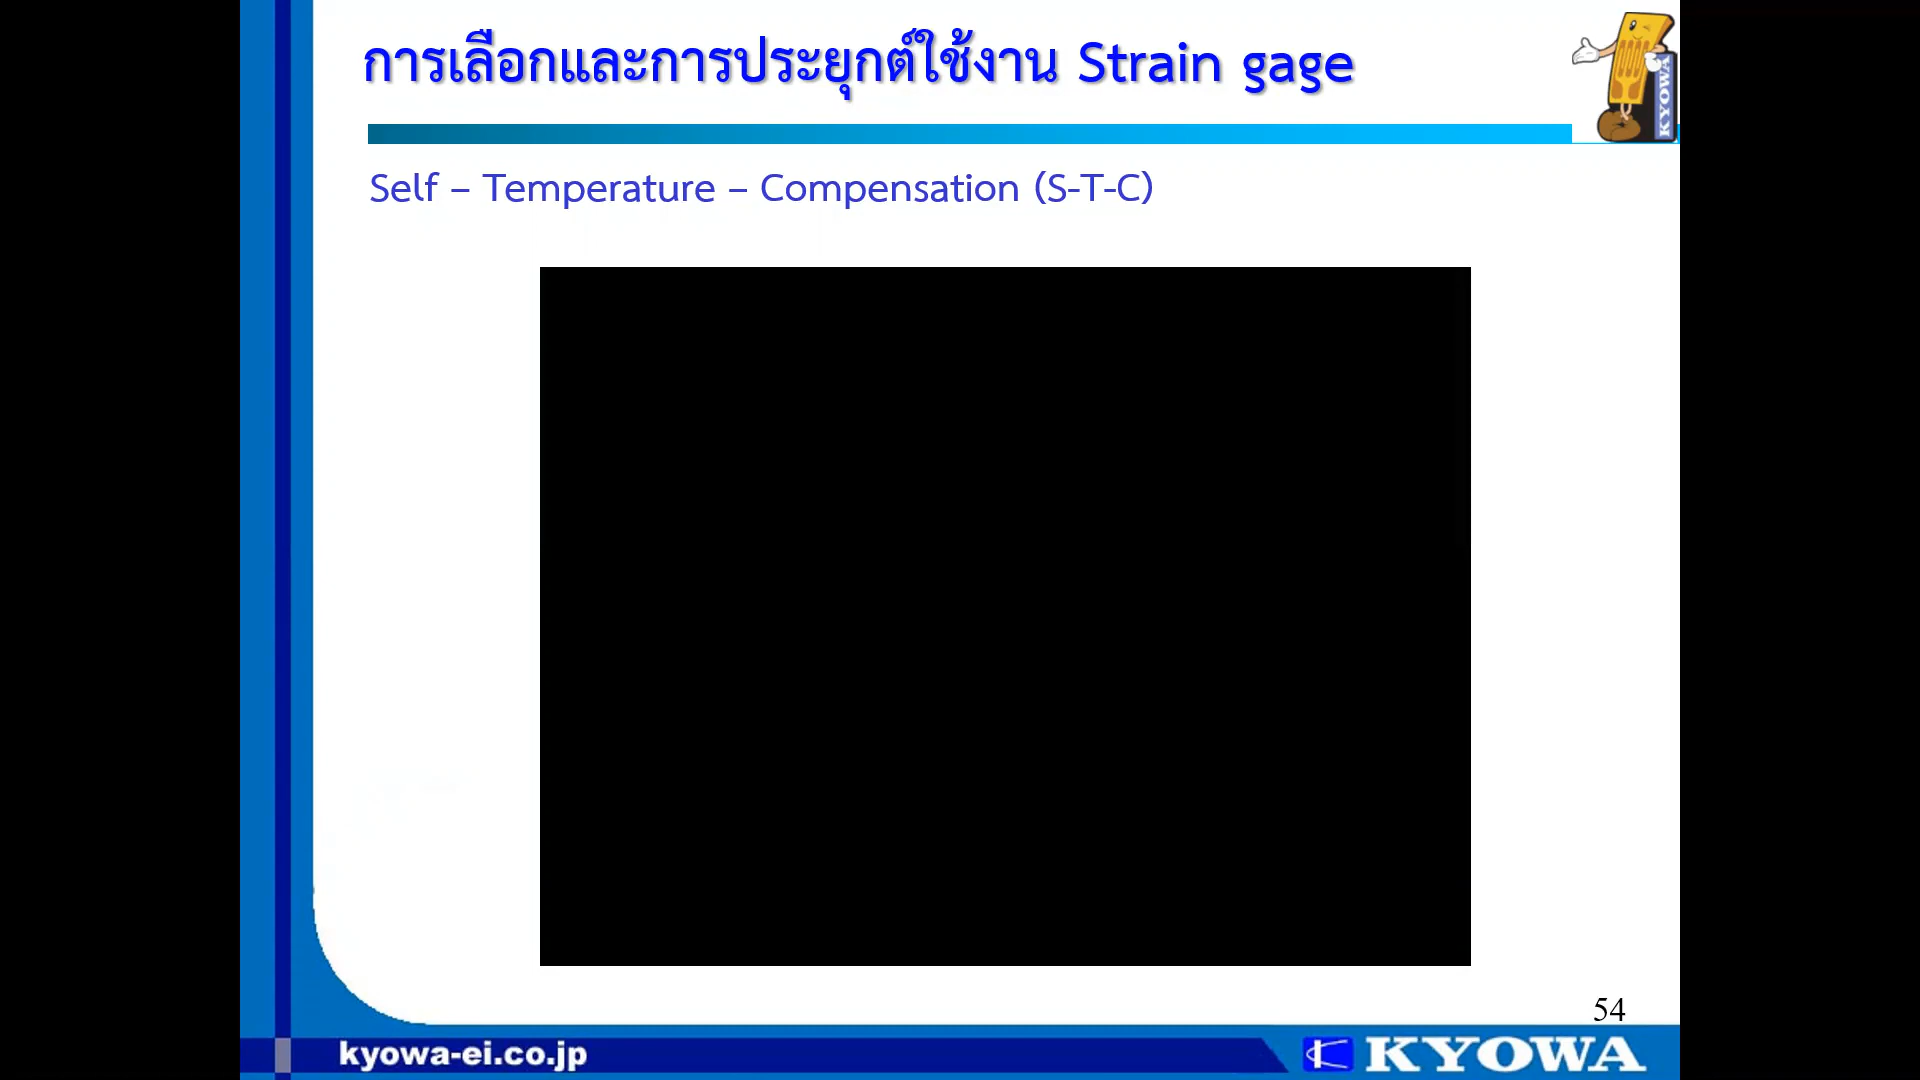 การเลือกและการประยุกต์ใช้งาน Strain gage
KYOWA
Self – Temperature – Compensation (S-T-C)
54
kyowa-ei.co.jp
KYOWA